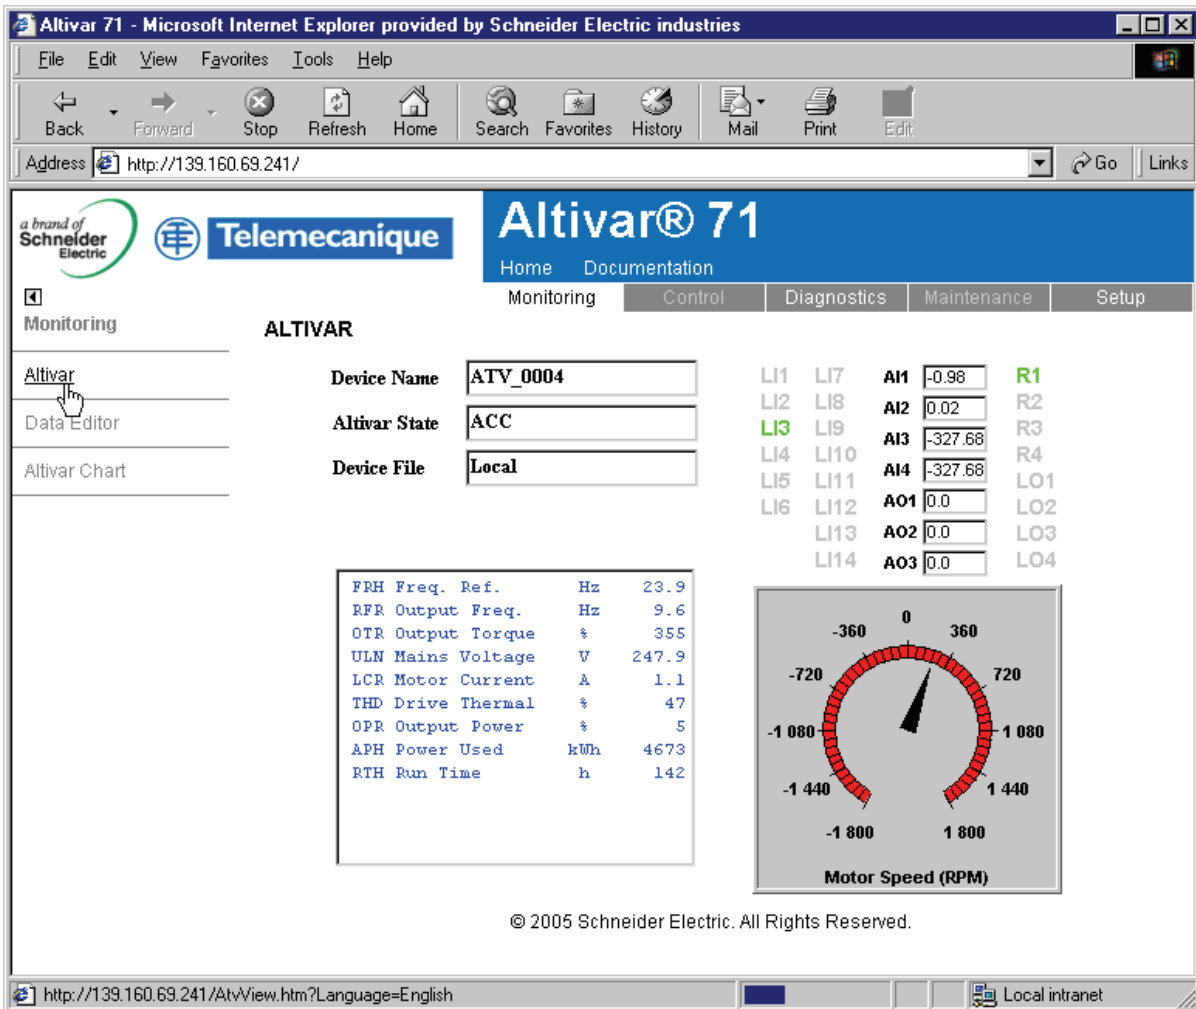 Altivar 71 - Microsoft Internet Explorer provided by Schneider Electric industries
File Edit View Favorites Tools Help
Back Forward Stop Refresh Home Search Favorites History Mail Print Edit
Address http://139.160.69.241/ Go Links
a brand of
Schneider
Electric
Telemecanique
Altivar® 71
Home Documentation
Monitoring Control Diagnostics Maintenance Setup
Monitoring
Altivar
Data Editor
Altivar Chart
ALTIVAR
Device Name ATV_0004
Altivar State ACC
Device File Local
LI1 LI7 AI1 -0.98 R1
LI2 LI8 AI2 0.02 R2
LI3 LI9 AI3 -327.68 R3
LI4 LI10 AI4 -327.68 R4
LI5 LI11 AO1 0.0 LO1
LI6 LI12 AO2 0.0 LO2
LI13 AO3 0.0 LO3
LI14 LO4
FRH Freq. Ref. Hz 23.9
RFR Output Freq. Hz 9.6
OTR Output Torque % 355
ULN Mains Voltage V 247.9
LCR Motor Current A 1.1
THD Drive Thermal % 47
OPR Output Power % 5
APH Power Used kWh 4673
RTH Run Time h 142
0
-360 360
-720 720
-1 080 1 080
-1 440 1 440
-1 800 1 800
Motor Speed (RPM)
© 2005 Schneider Electric. All Rights Reserved.
http://139.160.69.241/AtvView.htm?Language=English Local intranet